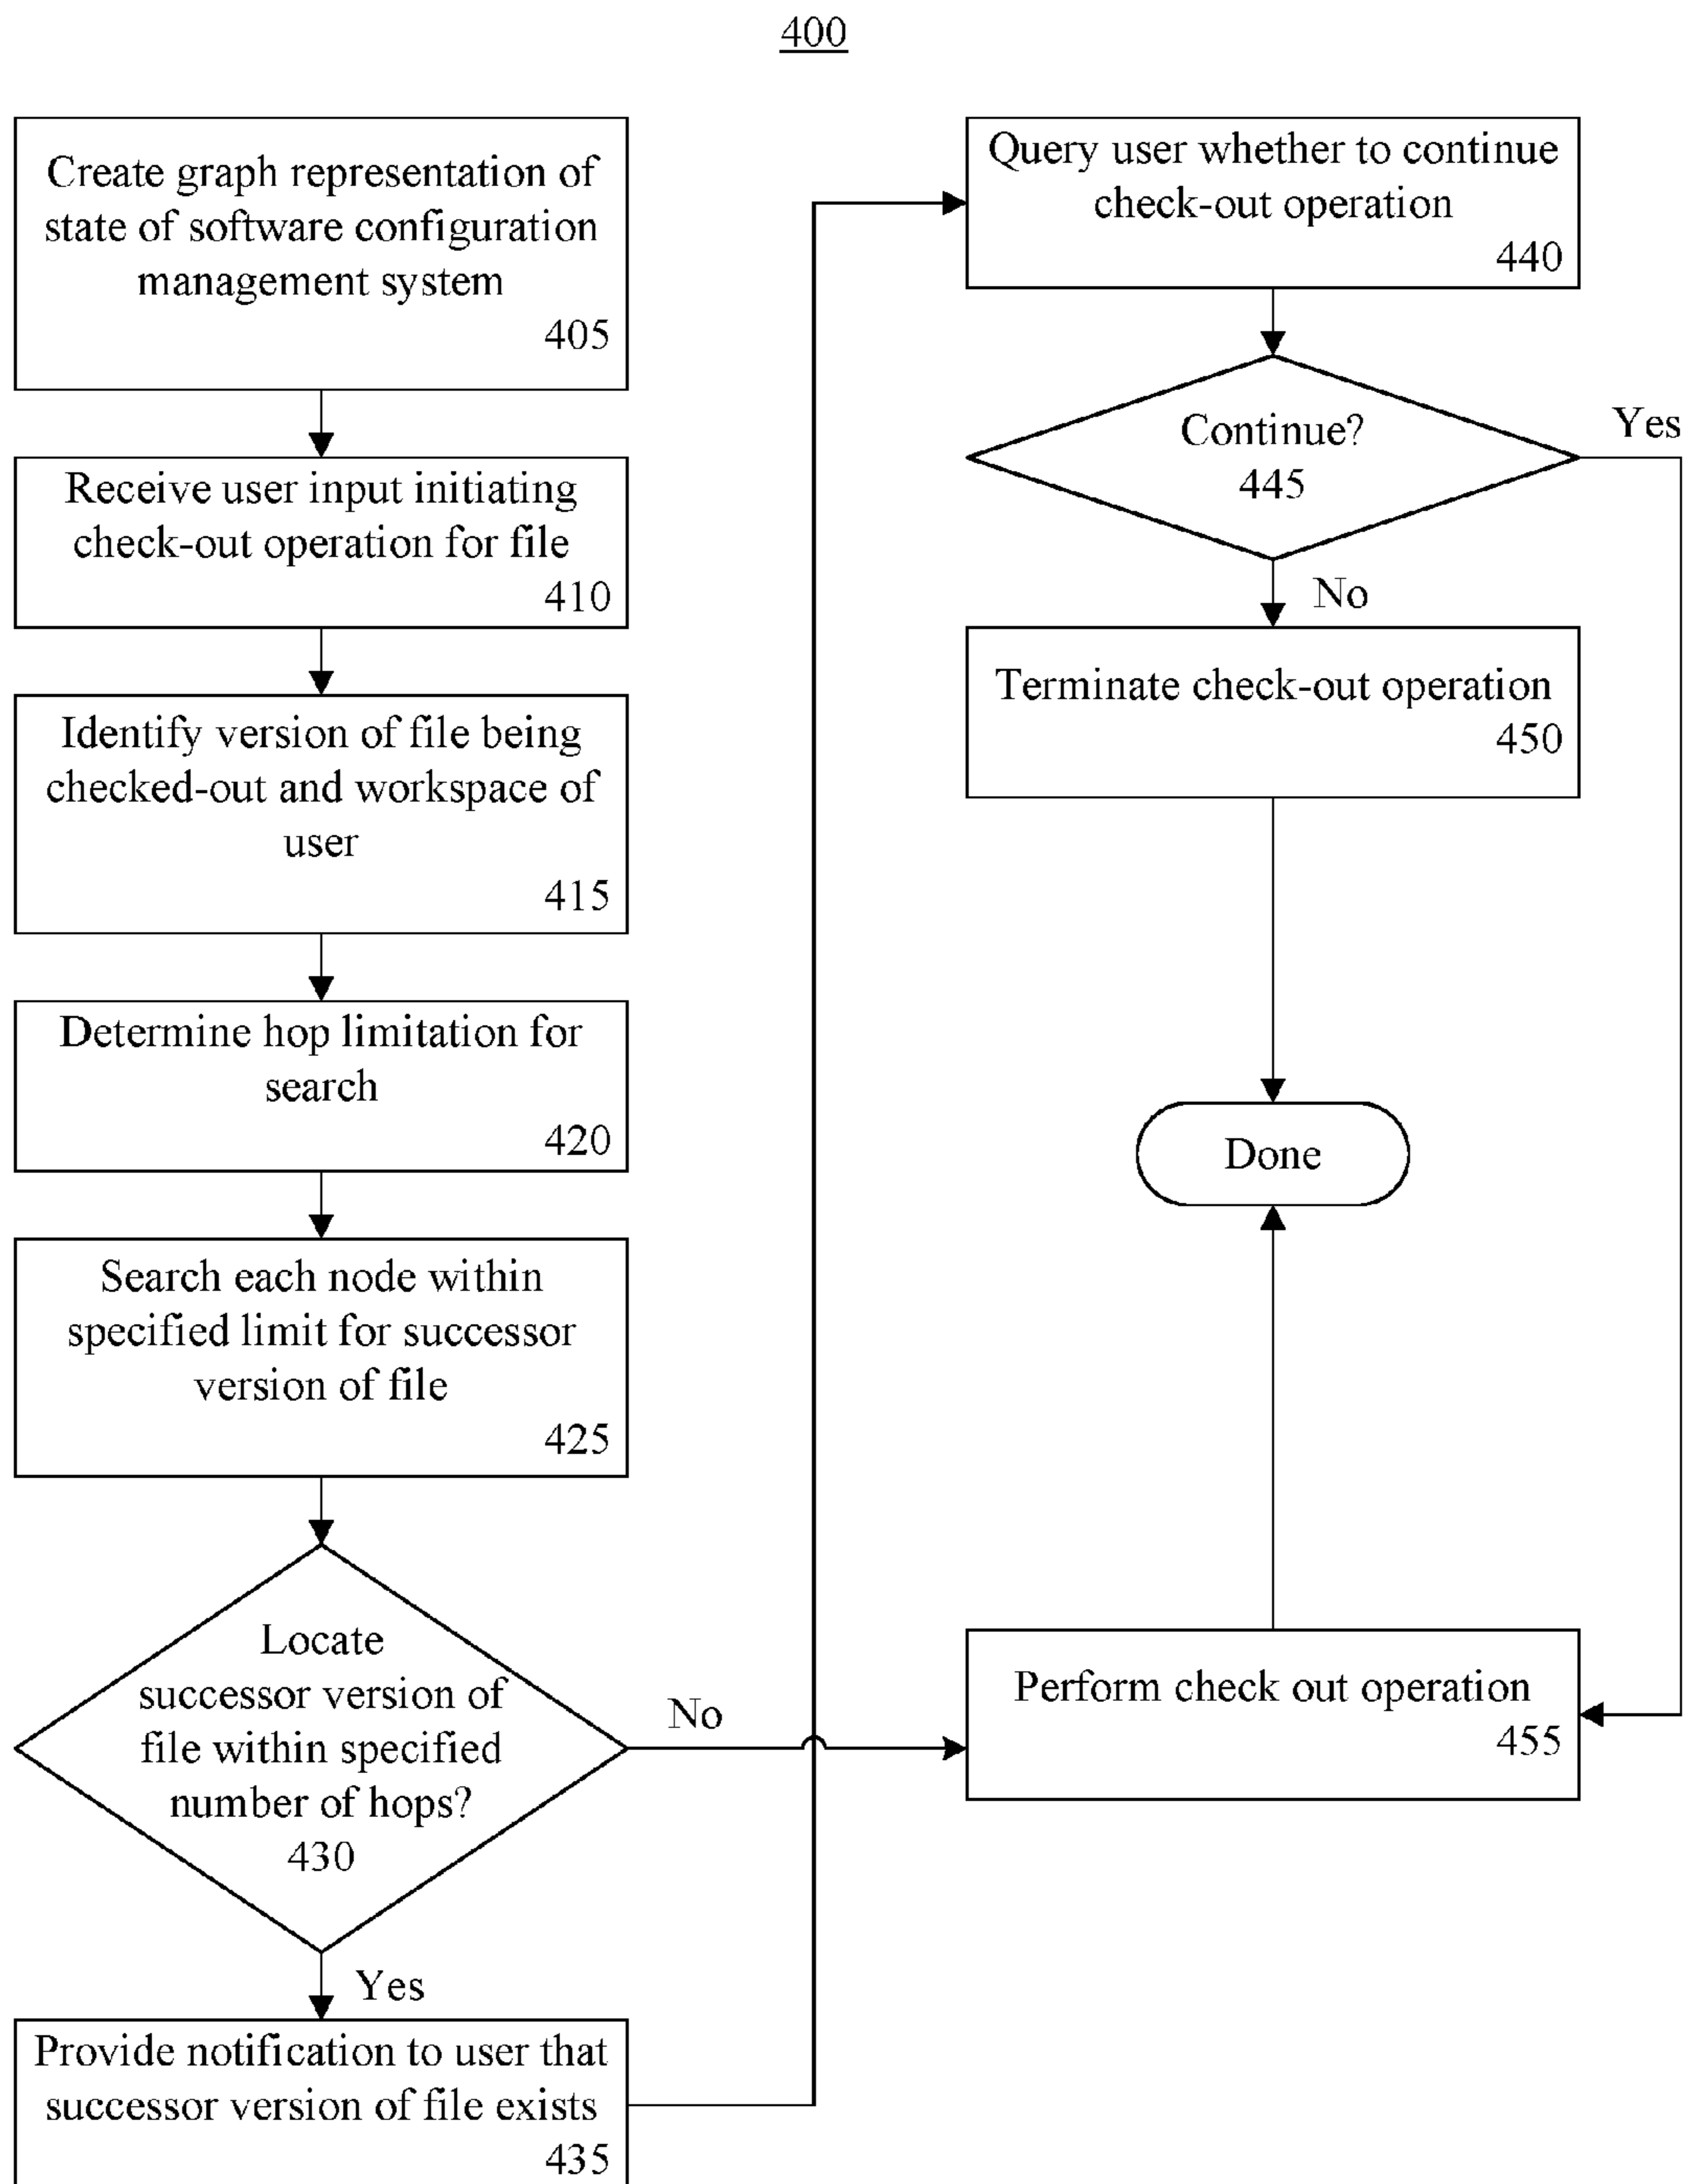 400
Create graph representation of
state of software configuration
management system
405
Receive user input initiating
check-out operation for file
410
Identify version of file being
checked-out and workspace of
user
415
Determine hop limitation for
search
420
Search each node within
specified limit for successor
version of file
425
Locate
successor version of
file within specified
number of hops?
430
No
Yes
Provide notification to user that
successor version of file exists
435
Query user whether to continue
check-out operation
440
Continue?
445
Yes
No
Terminate check-out operation
450
Done
Perform check out operation
455